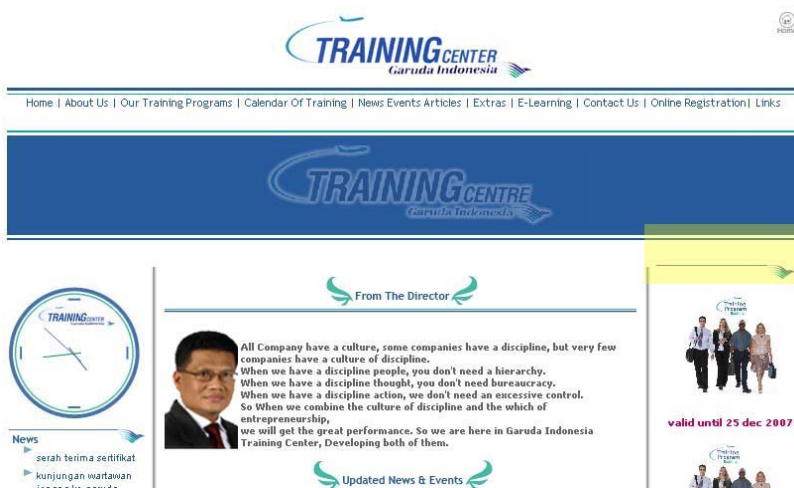 TRAINING CENTER
Garuda Indonesia
Home
Home | About Us | Our Training Programs | Calendar Of Training | News Events Articles | Extras | E-Learning | Contact Us | Online Registration| Links
TRAINING CENTRE
Garuda Indonesia
TRAINING CENTER
News
serah terima sertifikat
kunjungan wartawan
From The Director
All Company have a culture, some companies have a discipline, but very few
companies have a culture of discipline.
When we have a discipline people, you don't need a hierarchy.
When we have a discipline thought, you don't need bureaucracy.
When we have a discipline action, we don't need an excessive control.
So When we combine the culture of discipline and the which of
entrepreneurship,
we will get the great performance. So we are here in Garuda Indonesia
Training Center, Developing both of them.
Updated News & Events
Training
Program
valid until 25 dec 2007
Training
Program